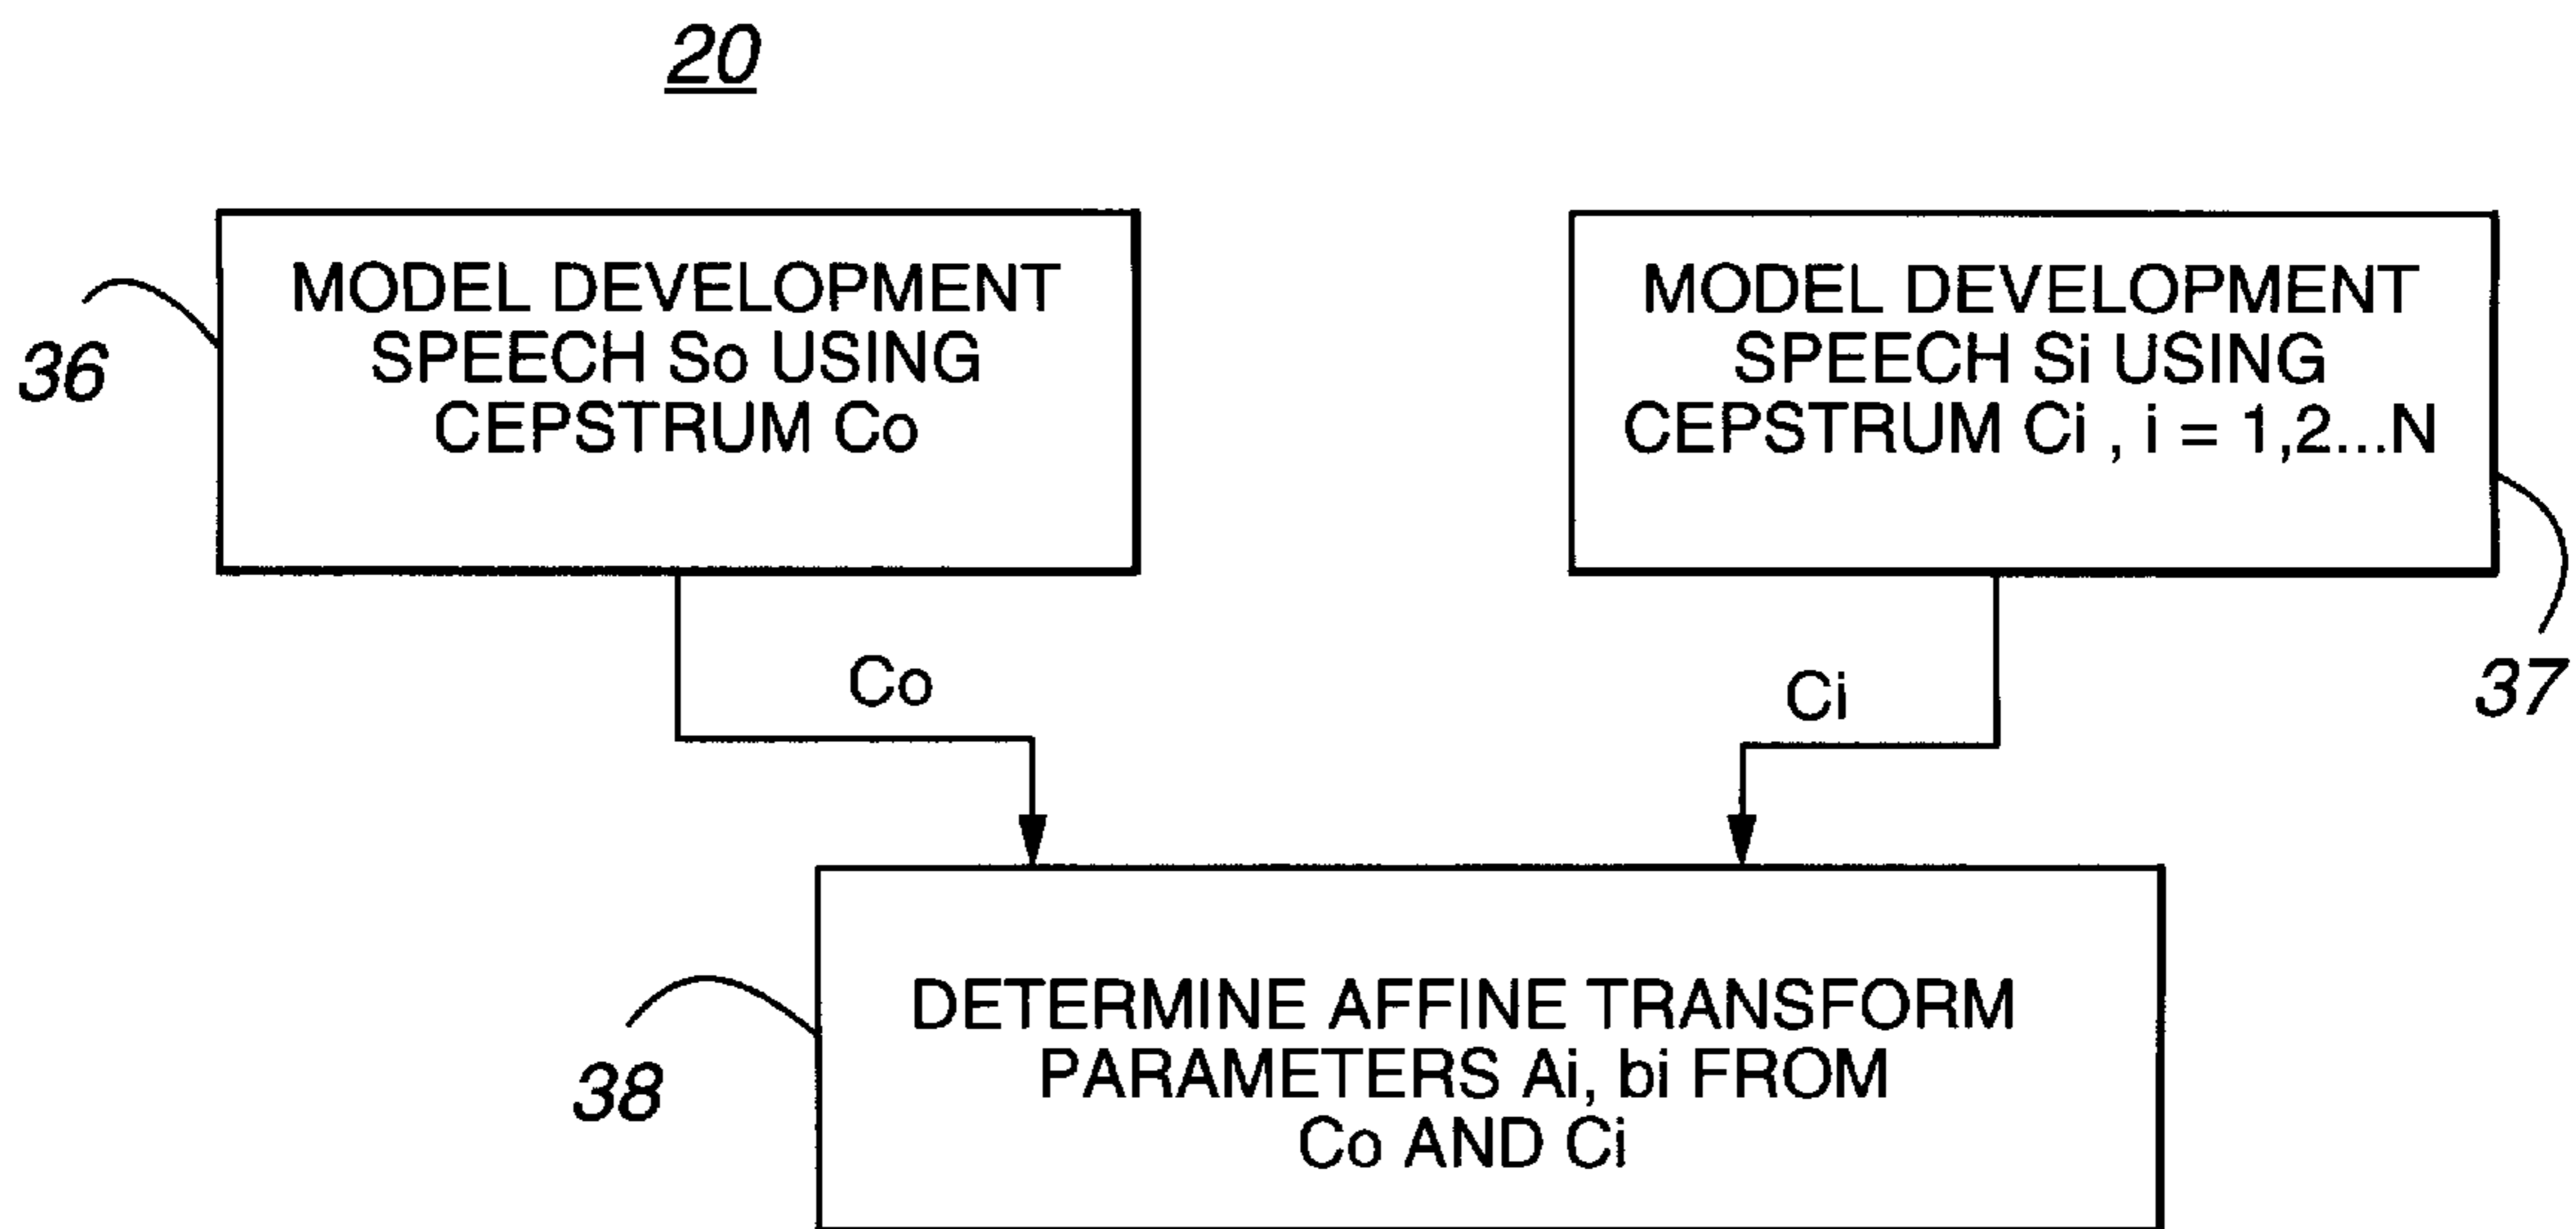 20
MODEL DEVELOPMENT
SPEECH So USING
CEPSTRUM Co
36
MODEL DEVELOPMENT
SPEECH Si USING
CEPSTRUM Ci , i = 1,2...N
37
Co
Ci
DETERMINE AFFINE TRANSFORM
PARAMETERS Ai, bi FROM
Co AND Ci
38